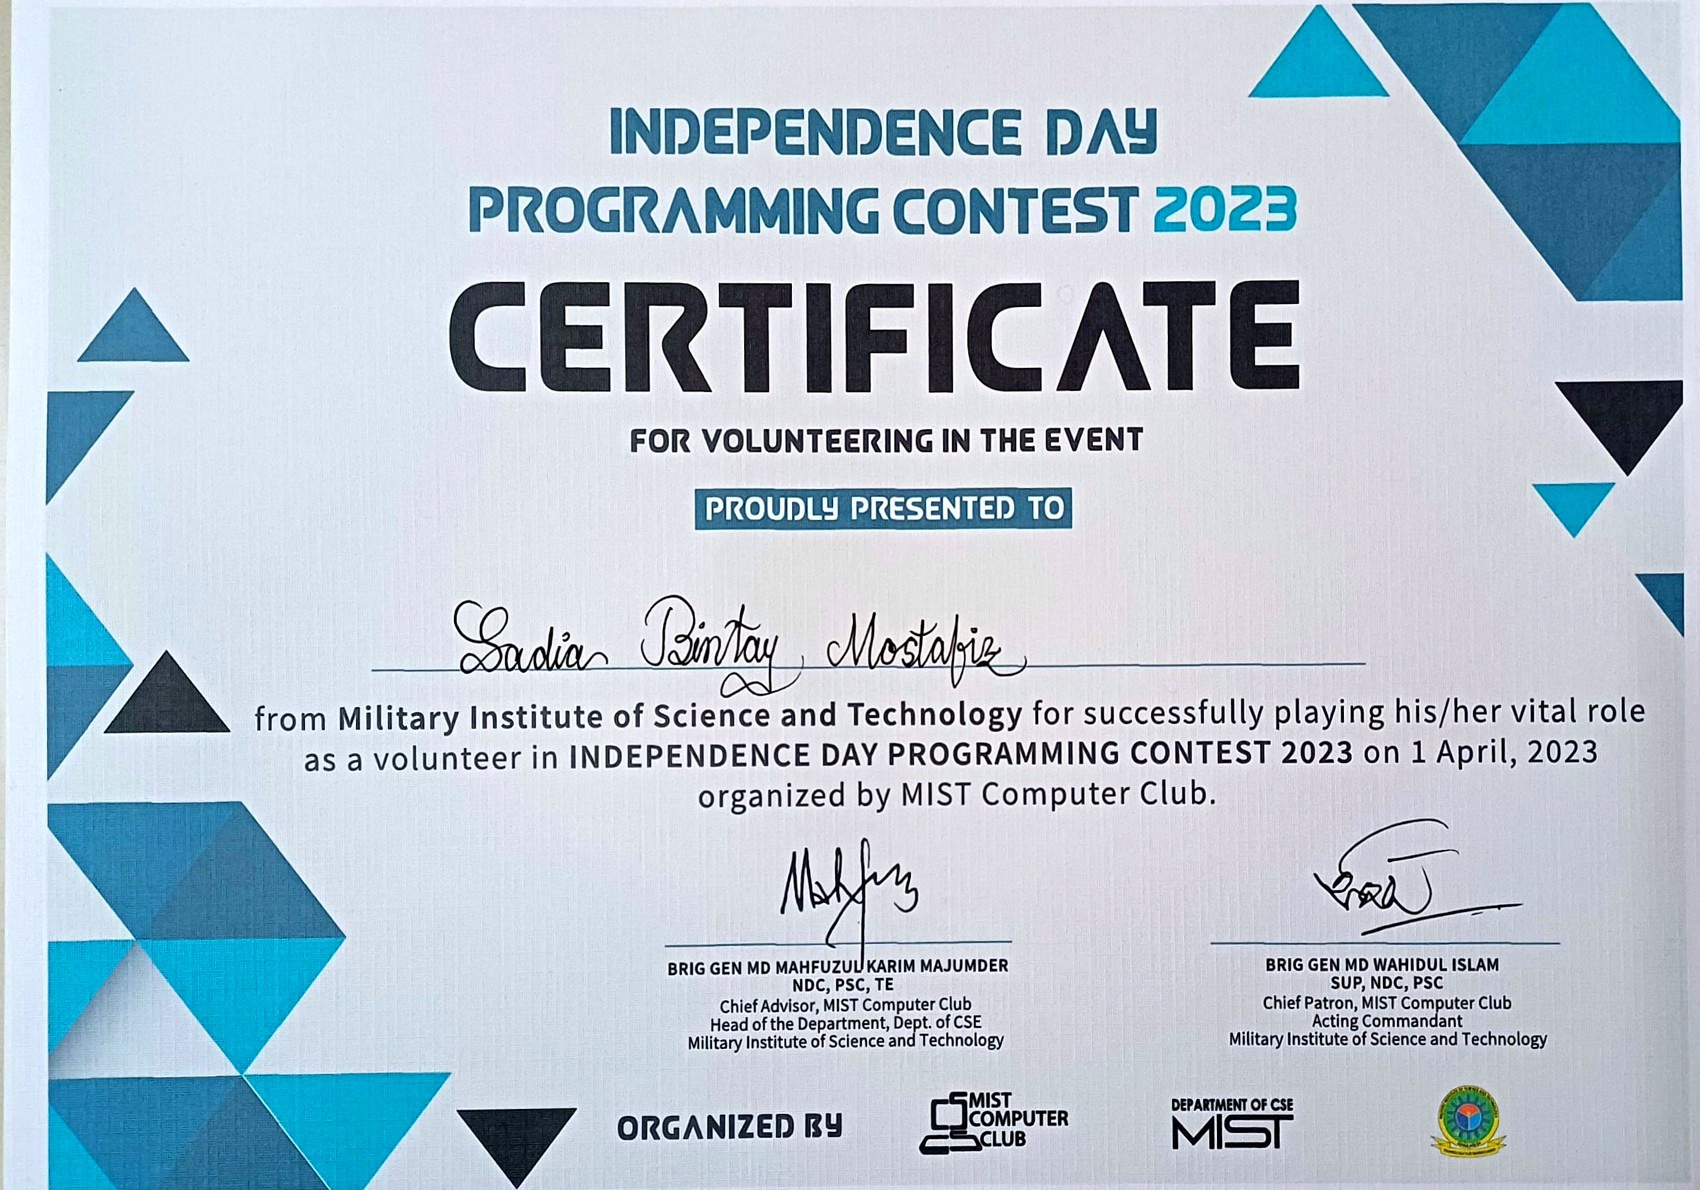 INDEPENDENCE DAY
PROGRAMMING CONTEST 2023
CERTIFICATE
FOR VOLUNTEERING IN THE EVENT
PROUDLY PRESENTED TO
Sadia Bintay Mostafiz
from Military Institute of Science and Technology for successfully playing his/her vital role
as a volunteer in INDEPENDENCE DAY PROGRAMMING CONTEST 2023 on 1 April, 2023
organized by MIST Computer Club.
Mahfuz
BRIG GEN MD MAHFUZUL KARIM MAJUMDER
NDC, PSC, TE
Chief Advisor, MIST Computer Club
Head of the Department, Dept. of CSE
Military Institute of Science and Technology
BRIG GEN MD WAHIDUL ISLAM
SUP, NDC, PSC
Chief Patron, MIST Computer Club
Acting Commandant
Military Institute of Science and Technology
ORGANIZED BY
MIST
COMPUTER
CLUB
DEPARTMENT OF CSE
MIST